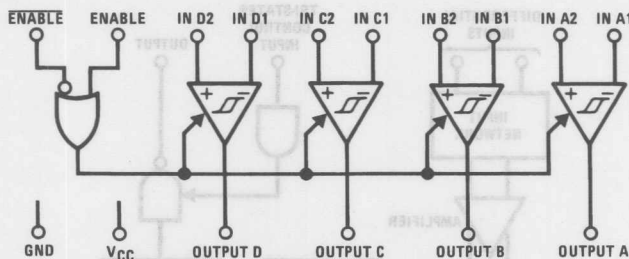 ENABLE ENABLE IN D2 IN D1 IN C2 IN C1 IN B2 IN B1 IN A2 IN A1
+ − + − + − + −
GND VCC OUTPUT D OUTPUT C OUTPUT B OUTPUT A